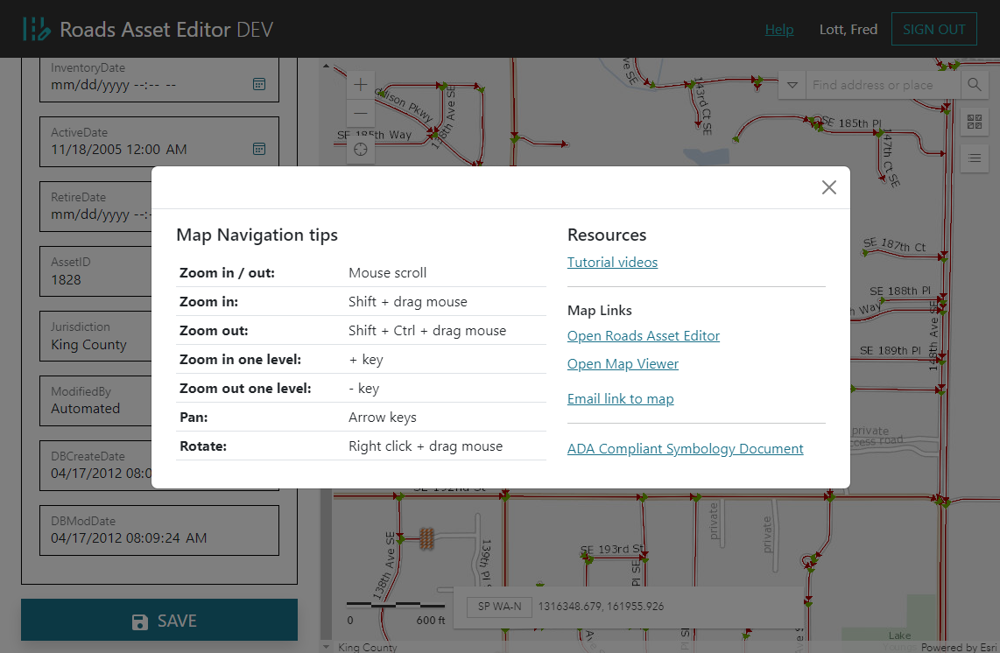 Roads Asset Editor DEV
Help
Lott, Fred
SIGN OUT
InventoryDate
mm/dd/yyyy --:-- --
ActiveDate
11/18/2005 12:00 AM
RetireDate
mm/dd/yyyy --:-
AssetID
1828
Jurisdiction
King County
ModifiedBy
Automated
DBCreateDate
04/17/2012 08:0
DBModDate
04/17/2012 08:09:24 AM
SAVE
Find address or place
Pkwy
138th Ave SE
SE 185th Way
143rd Ct SE
SE 185th Pl
147th Ct SE
SE 187th Ct
SE 188th Pl
h Way
148th Ave SE
SE 189th Pl
private
access road
Map Navigation tips
Zoom in / out: Mouse scroll
Zoom in: Shift + drag mouse
Zoom out: Shift + Ctrl + drag mouse
Zoom in one level: + key
Zoom out one level: - key
Pan: Arrow keys
Rotate: Right click + drag mouse
Resources
Tutorial videos
Map Links
Open Roads Asset Editor
Open Map Viewer
Email link to map
ADA Compliant Symbology Document
SE 192nd St
138th Ave SE
139th Pl S
SE 193rd St
Pl SE
private
private
0
600 ft
SP WA-N
1316348.679, 161955.926
Lake
King County
Powered by Esri